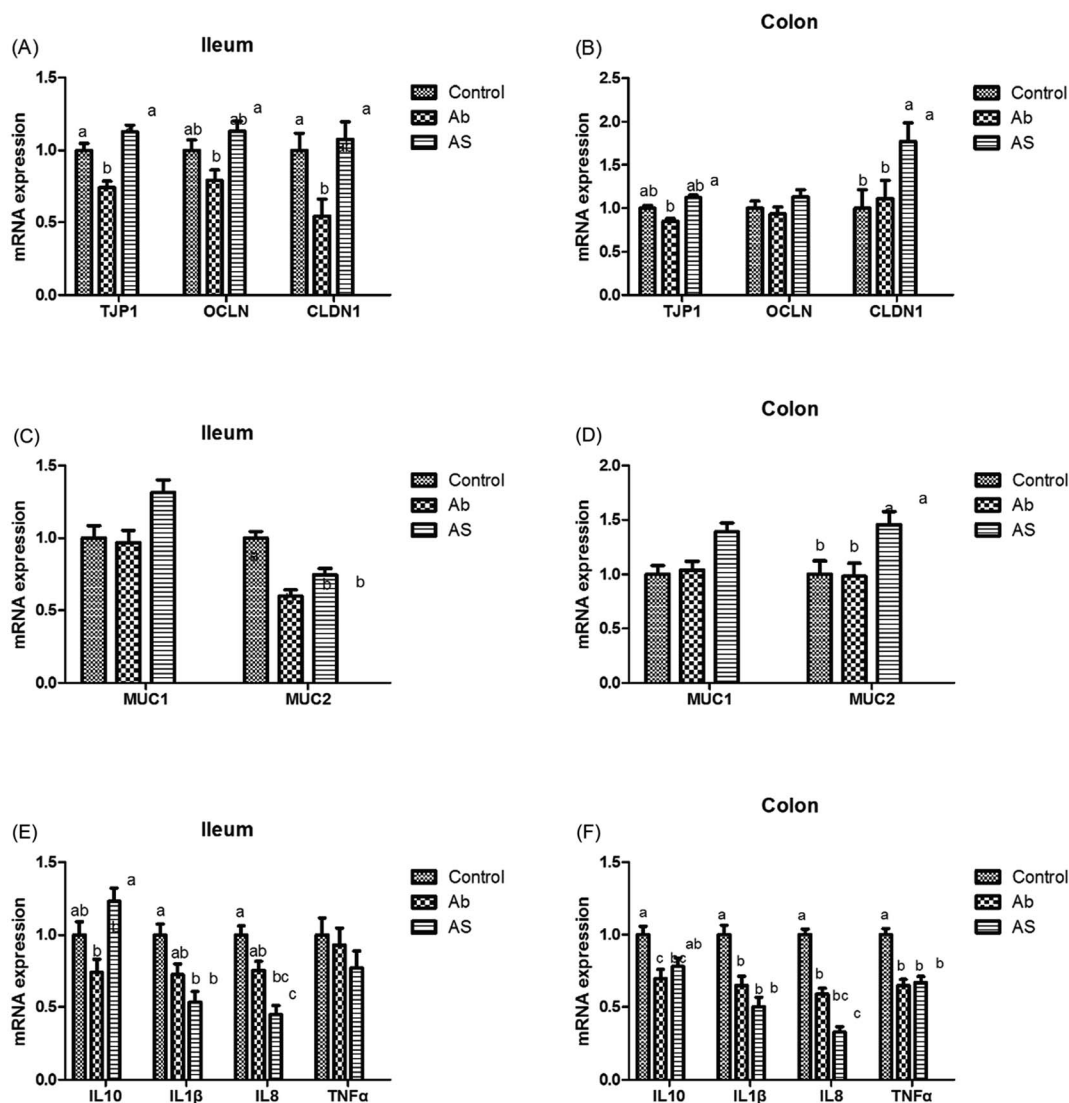 (A)
Ileum
mRNA expression
1.5
1.0
0.5
0.0
a
b
a
ab
b
ab
a
a
b
a
TJP1
OCLN
CLDN1
Control
Ab
AS
(B)
Colon
mRNA expression
2.5
2.0
1.5
1.0
0.5
0.0
ab
b
ab
a
b
b
a
a
TJP1
OCLN
CLDN1
Control
Ab
AS
(C)
Ileum
mRNA expression
1.5
1.0
0.5
0.0
a
b
b
MUC1
MUC2
Control
Ab
AS
(D)
Colon
mRNA expression
2.0
1.5
1.0
0.5
0.0
b
b
a
a
MUC1
MUC2
Control
Ab
AS
(E)
Ileum
mRNA expression
1.5
1.0
0.5
0.0
ab
b
a
a
ab
b
b
a
ab
bc
c
IL10
IL1β
IL8
TNFα
Control
Ab
AS
(F)
Colon
mRNA expression
1.5
1.0
0.5
0.0
a
c
bc
ab
a
b
b
b
a
b
bc
c
a
b
b
b
IL10
IL1β
IL8
TNFα
Control
Ab
AS